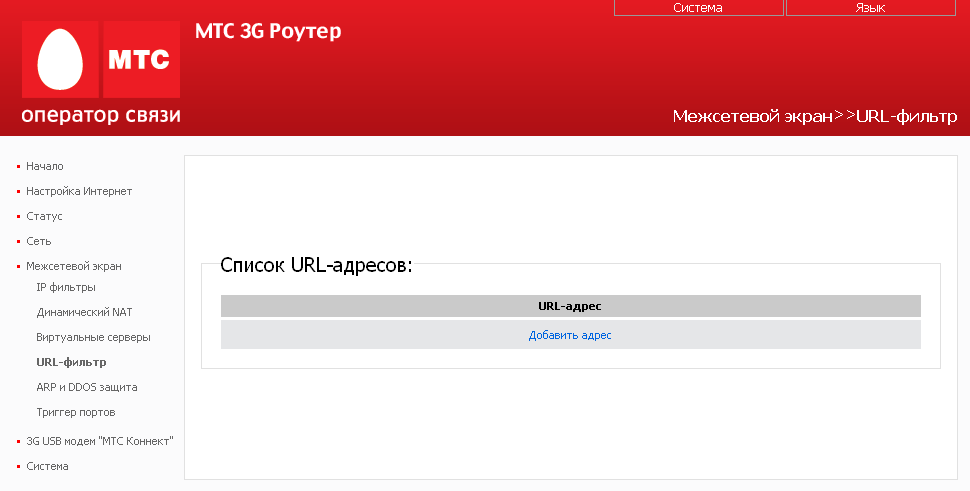 Система
Язык
МТС 3G Роутер
МТС
оператор связи
Межсетевой экран>>URL-фильтр
Начало
Настройка Интернет
Статус
Сеть
Межсетевой экран
IP фильтры
Динамический NAT
Виртуальные серверы
URL-фильтр
ARP и DDOS защита
Триггер портов
3G USB модем "МТС Коннект"
Система
Список URL-адресов:
URL-адрес
Добавить адрес